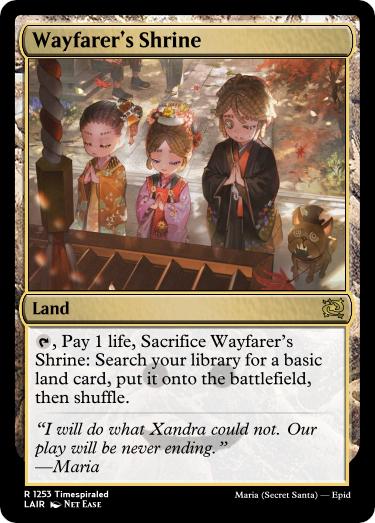 Wayfarer's Shrine
Land
, Pay 1 life, Sacrifice Wayfarer's
Shrine: Search your library for a basic
land card, put it onto the battlefield,
then shuffle.
“I will do what Xandra could not. Our
play will be never ending.”
—Maria
R 1253 Timespiraled
LAIR NET EASE
Maria (Secret Santa) — Epid